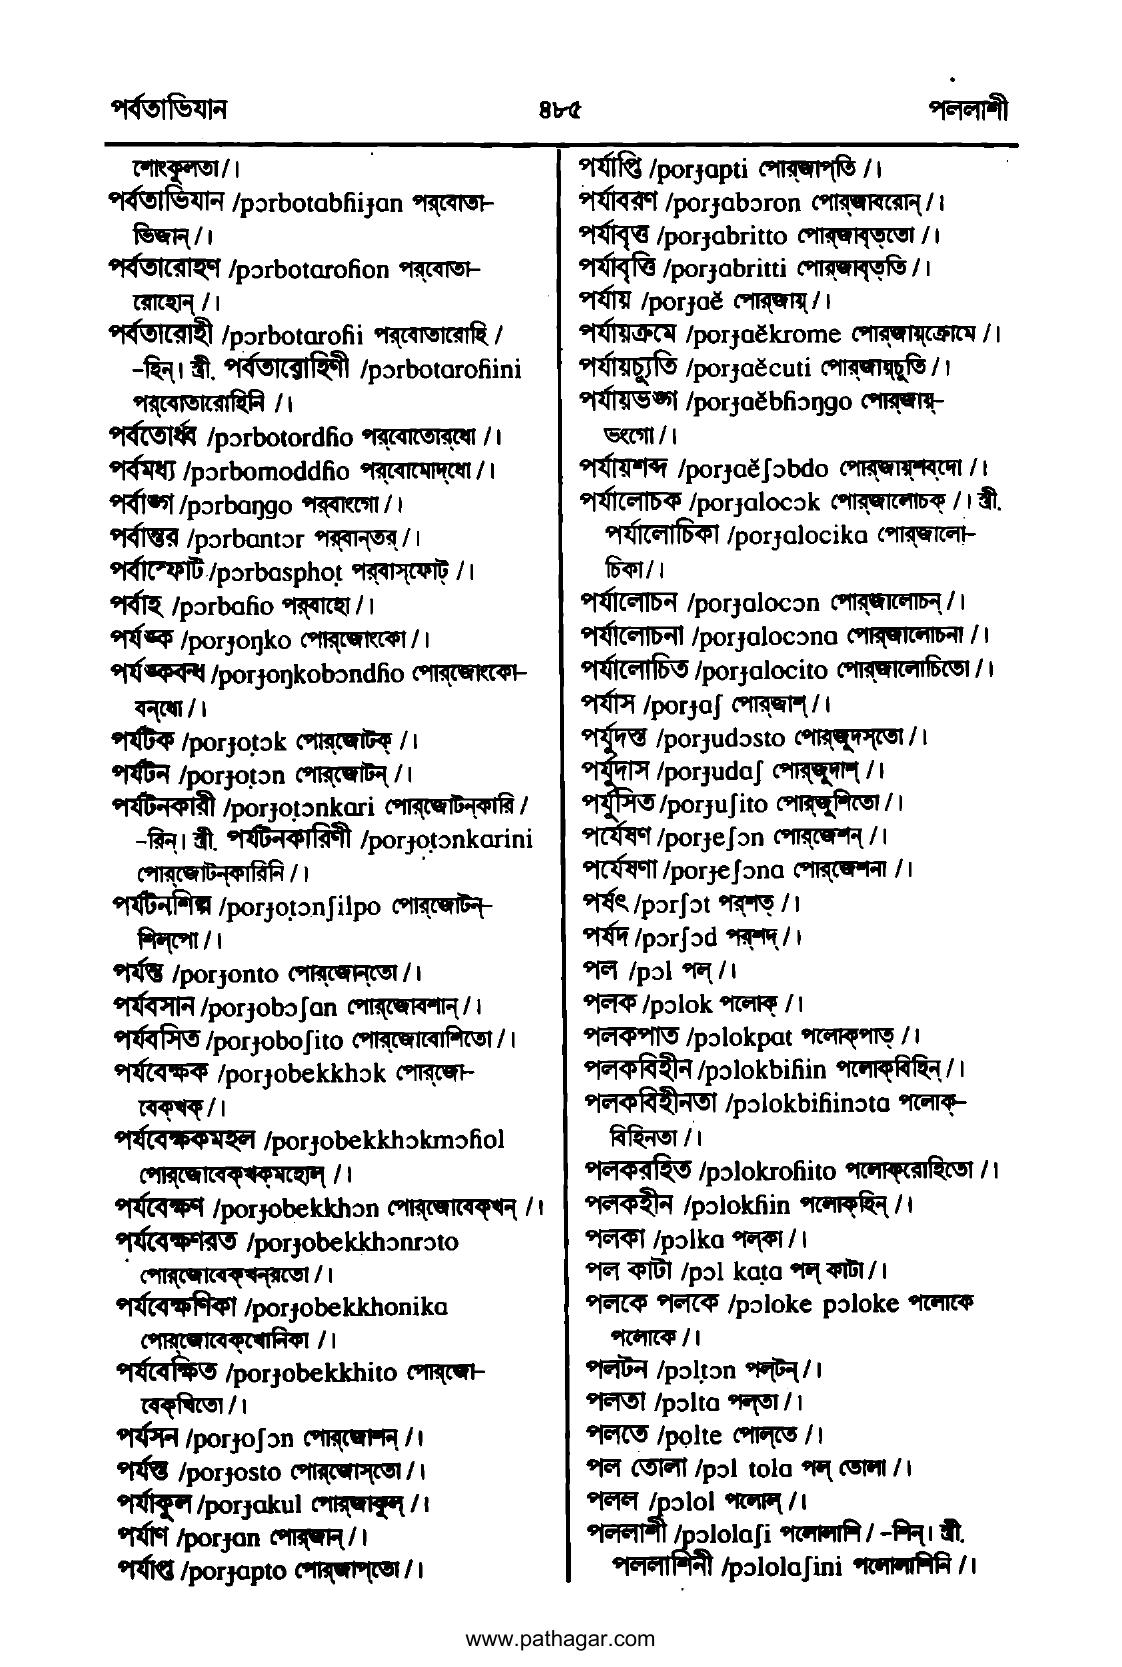 পর্বতাভিযান ৪৮৫ পললাশী
শোংকুলতা/।
পর্বতাভিযান /pɔrbotabɦiɟan পর্‌বোতা–
ভিজান্‌/।
পর্বতারোহণ /pɔrbotaroɦon পর্‌বোতা–
রোহোন্‌ /।
পর্বতারোহী /pɔrbotaroɦi পর্‌বোতারোহি /
–হিন্‌। স্ত্রী. পর্বতারোহিণী /pɔrbotaroɦini
পর্‌বোতারোহিনি /।
পর্বতোর্ধ্ব /pɔrbotordɦo পর্‌বোতোর্‌ধো /।
পর্বমধ্য /pɔrbomoddɦo পর্‌বোমোদ্‌ধো /।
পর্বাঙ্গ /pɔrbaŋgo পর্‌বাংগো /।
পর্বান্তর /pɔrbantɔr পর্‌বান্‌তর্‌ /।
পর্বাস্ফোট /pɔrbasphoṭ পর্‌বাস্‌ফোট্‌ /।
পর্বাহ /pɔrbaɦo পর্‌বাহো /।
পর্যঙ্ক /porɟoŋko পোর্‌জোংকো /।
পর্যঙ্কবন্ধ /porɟoŋkobɔndɦo পোর্‌জোংকো–
বন্‌ধো /।
পর্যটক /porɟoṭɔk পোর্‌জোটক্‌ /।
পর্যটন /porɟoṭɔn পোর্‌জোটন্‌ /।
পর্যটনকারী /porɟoṭɔnkari পোর্‌জোটন্‌কারি /
–রিন্‌। স্ত্রী. পর্যটনকারিণী /porɟoṭɔnkarini
পোর্‌জোটন্‌কারিনি /।
পর্যটনশিল্প /porɟoṭɔnʃilpo পোর্‌জোটন্‌–
শিল্‌পো /।
পর্যন্ত /porɟonto পোর্‌জোন্‌তো /।
পর্যবসান /porɟobɔʃan পোর্‌জোবশান্‌ /।
পর্যবসিত /porɟoboʃito পোর্‌জোবোশিতো /।
পর্যবেক্ষক /porɟobekkhɔk পোর্‌জো–
বেক্‌খক্‌ /।
পর্যবেক্ষকমহল /porɟobekkhɔkmɔɦol
পোর্‌জোবেক্‌খক্‌মহোল্‌ /।
পর্যবেক্ষণ /porɟobekkhɔn পোর্‌জোবেক্‌খন্‌ /।
পর্যবেক্ষণরত /porɟobekkhɔnrɔto
পোর্‌জোবেক্‌খন্‌রতো /।
পর্যবেক্ষণিকা /porɟobekkhonika
পোর্‌জোবেক্‌খোনিকা /।
পর্যবেক্ষিত /porɟobekkhito পোর্‌জো–
বেক্‌খিতো /।
পর্যসন /porɟoʃɔn পোর্‌জোশন্‌ /।
পর্যস্ত /porɟosto পোর্‌জোস্‌তো /।
পর্যাকুল /porɟakul পোর্‌জাকুল্‌ /।
পর্যাণ /porɟan পোর্‌জান্‌ /।
পর্যাপ্ত /porɟapto পোর্‌জাপ্‌তো /।
পর্যাপ্তি /porɟapti পোর্‌জাপ্‌তি /।
পর্যাবরণ /porɟabɔron পোর্‌জাবরোন্‌ /।
পর্যাবৃত্ত /porɟabritto পোর্‌জাবৃত্‌তো /।
পর্যাবৃত্তি /porɟabritti পোর্‌জাবৃত্‌তি /।
পর্যায় /porɟaĕ পোর্‌জায়্‌ /।
পর্যায়ক্রমে /porɟaĕkrome পোর্‌জায়্‌ক্রোমে /।
পর্যায়চ্যুতি /porɟaĕcuti পোর্‌জায়্‌চুতি /।
পর্যায়ভঙ্গ /porɟaĕbɦɔŋgo পোর্‌জায়্‌–
ভংগো /।
পর্যায়শব্দ /porɟaĕʃɔbdo পোর্‌জায়্‌শব্‌দো /।
পর্যালোচক /porɟalocɔk পোর্‌জালোচক্‌ /। স্ত্রী.
পর্যালোচিকা /porɟalocika পোর্‌জালো–
চিকা/।
পর্যালোচন /porɟalocɔn পোর্‌জালোচন্‌ /।
পর্যালোচনা /porɟalocɔna পোর্‌জালোচনা /।
পর্যালোচিত /porɟalocito পোর্‌জালোচিতো /।
পর্যাস /porɟaʃ পোর্‌জাশ্‌ /।
পর্যুদস্ত /porɟudɔsto পোর্‌জুদস্‌তো /।
পর্যুদাস /porɟudaʃ পোর্‌জুদাশ্‌ /।
পর্যুসিত /porɟuʃito পোর্‌জুশিতো /।
পর্যেষণ /porɟeʃɔn পোর্‌জেশন্‌ /।
পর্যেষণা /porɟeʃɔna পোর্‌জেশনা /।
পর্ষৎ /pɔrʃɔt পর্‌শত্‌ /।
পর্ষদ /pɔrʃɔd পর্‌শদ্‌ /।
পল /pɔl পল্‌ /।
পলক /pɔlok পলোক্‌ /।
পলকপাত /pɔlokpat পলোক্‌পাত্‌ /।
পলকবিহীন /pɔlokbiɦin পলোক্‌বিহিন্‌ /।
পলকবিহীনতা /pɔlokbiɦinɔta পলোক্‌–
বিহিনতা /।
পলকরহিত /pɔlokroɦito পলোক্‌রোহিতো /।
পলকহীন /pɔlokɦin পলোক্‌হিন্‌ /।
পলকা /pɔlka পল্‌কা /।
পল কাটা /pɔl kaṭa পল্‌ কাটা /।
পলকে পলকে /pɔloke pɔloke পলোকে
পলোকে /।
পলটন /pɔlṭɔn পল্‌টন্‌ /।
পলতা /pɔlta পল্‌তা /।
পলতে /polte পোল্‌তে /।
পল তোলা /pɔl tola পল্‌ তোলা /।
পলল /pɔlol পলোল্‌ /।
পললাশী /pɔlolaʃi পলোলাশি / –শিন্‌। স্ত্রী.
পললাশিনী /pɔlolaʃini পলোলাশিনি /।
www.pathagar.com